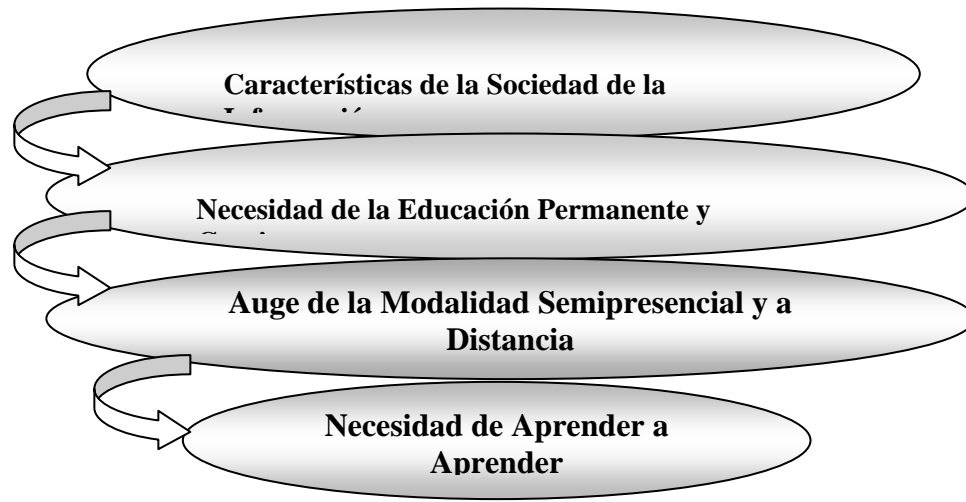 Características de la Sociedad de la
Necesidad de la Educación Permanente y
Auge de la Modalidad Semipresencial y a
Distancia
Necesidad de Aprender a
Aprender